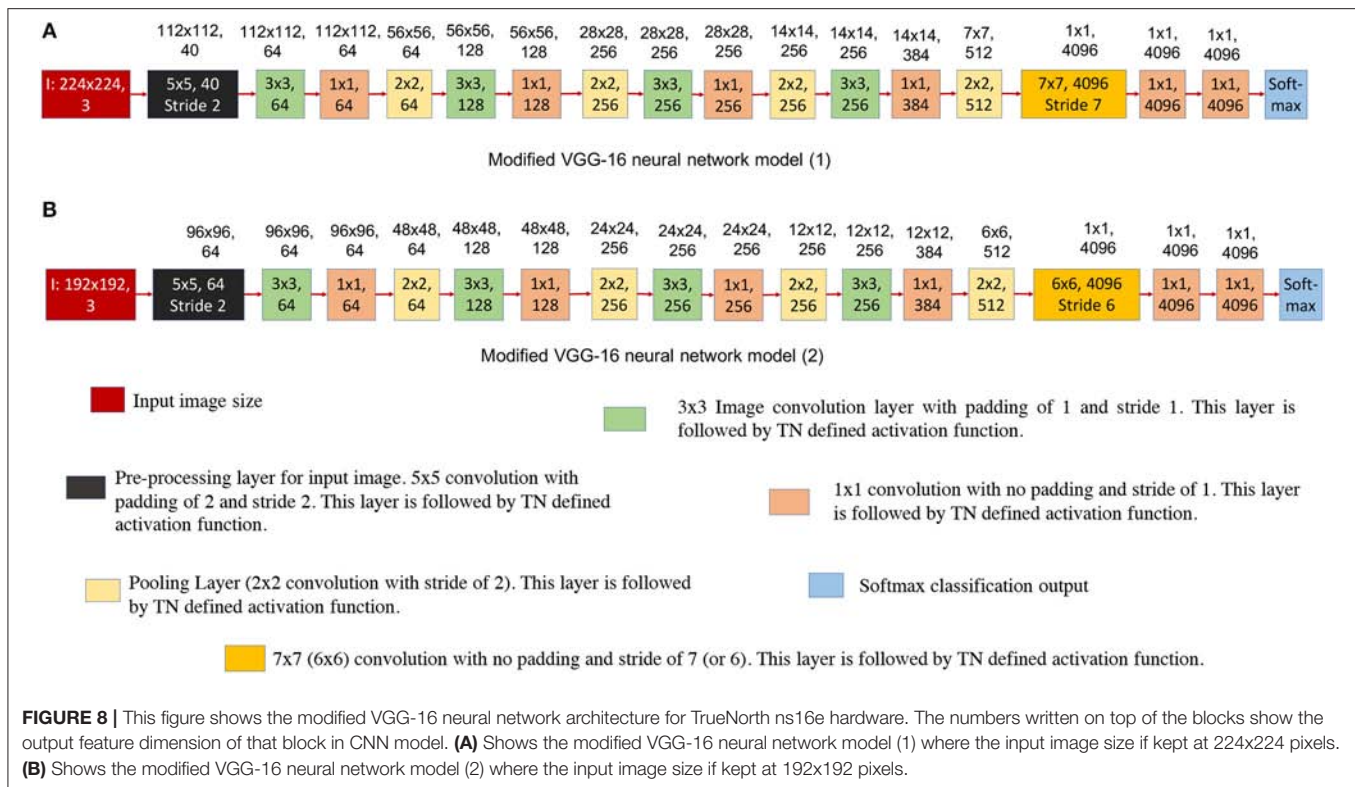 A
112x112, 112x112, 112x112, 56x56, 56x56, 56x56, 28x28, 28x28, 28x28, 14x14, 14x14, 14x14, 7x7, 1x1, 1x1, 1x1,
40 64 64 64 128 128 256 256 256 256 256 384 512 4096 4096 4096
I: 224x224, 5x5, 40 3x3, 1x1, 2x2, 3x3, 1x1, 2x2, 3x3, 1x1, 2x2, 3x3, 1x1, 2x2, 7x7, 4096 1x1, 1x1, Soft-
3 Stride 2 64 64 64 128 128 256 256 256 256 256 384 512 Stride 7 4096 4096 max
Modified VGG-16 neural network model (1)
B
96x96, 96x96, 96x96, 48x48, 48x48, 48x48, 24x24, 24x24, 24x24, 12x12, 12x12, 12x12, 6x6, 1x1, 1x1, 1x1,
64 64 64 64 128 128 256 256 256 256 256 384 512 4096 4096 4096
I: 192x192, 5x5, 64 3x3, 1x1, 2x2, 3x3, 1x1, 2x2, 3x3, 1x1, 2x2, 3x3, 1x1, 2x2, 6x6, 4096 1x1, 1x1, Soft-
3 Stride 2 64 64 64 128 128 256 256 256 256 256 384 512 Stride 6 4096 4096 max
Modified VGG-16 neural network model (2)
Input image size
3x3 Image convolution layer with padding of 1 and stride 1. This layer is
followed by TN defined activation function.
Pre-processing layer for input image. 5x5 convolution with
padding of 2 and stride 2. This layer is followed by TN defined
activation function.
1x1 convolution with no padding and stride of 1. This layer
is followed by TN defined activation function.
Pooling Layer (2x2 convolution with stride of 2). This layer is followed
by TN defined activation function.
Softmax classification output
7x7 (6x6) convolution with no padding and stride of 7 (or 6). This layer is followed by TN defined activation function.
FIGURE 8 | This figure shows the modified VGG-16 neural network architecture for TrueNorth ns16e hardware. The numbers written on top of the blocks show the
output feature dimension of that block in CNN model. (A) Shows the modified VGG-16 neural network model (1) where the input image size if kept at 224x224 pixels.
(B) Shows the modified VGG-16 neural network model (2) where the input image size if kept at 192x192 pixels.